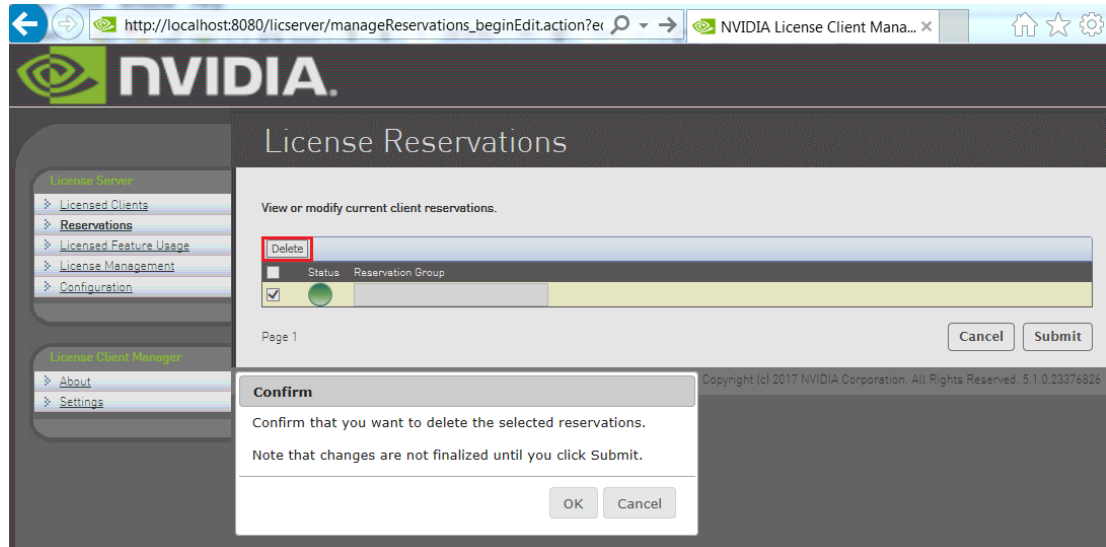 http://localhost:8080/licserver/manageReservations_beginEdit.action?e
NVIDIA License Client Mana...
NVIDIA.
License Reservations
License Server
Licensed Clients
Reservations
Licensed Feature Usage
License Management
Configuration
License Client Manager
About
Settings
View or modify current client reservations.
Delete
Status Reservation Group
Page 1
Cancel Submit
Copyright (c) 2017 NVIDIA Corporation. All Rights Reserved. 5.1.0.23376826
Confirm
Confirm that you want to delete the selected reservations.
Note that changes are not finalized until you click Submit.
OK Cancel